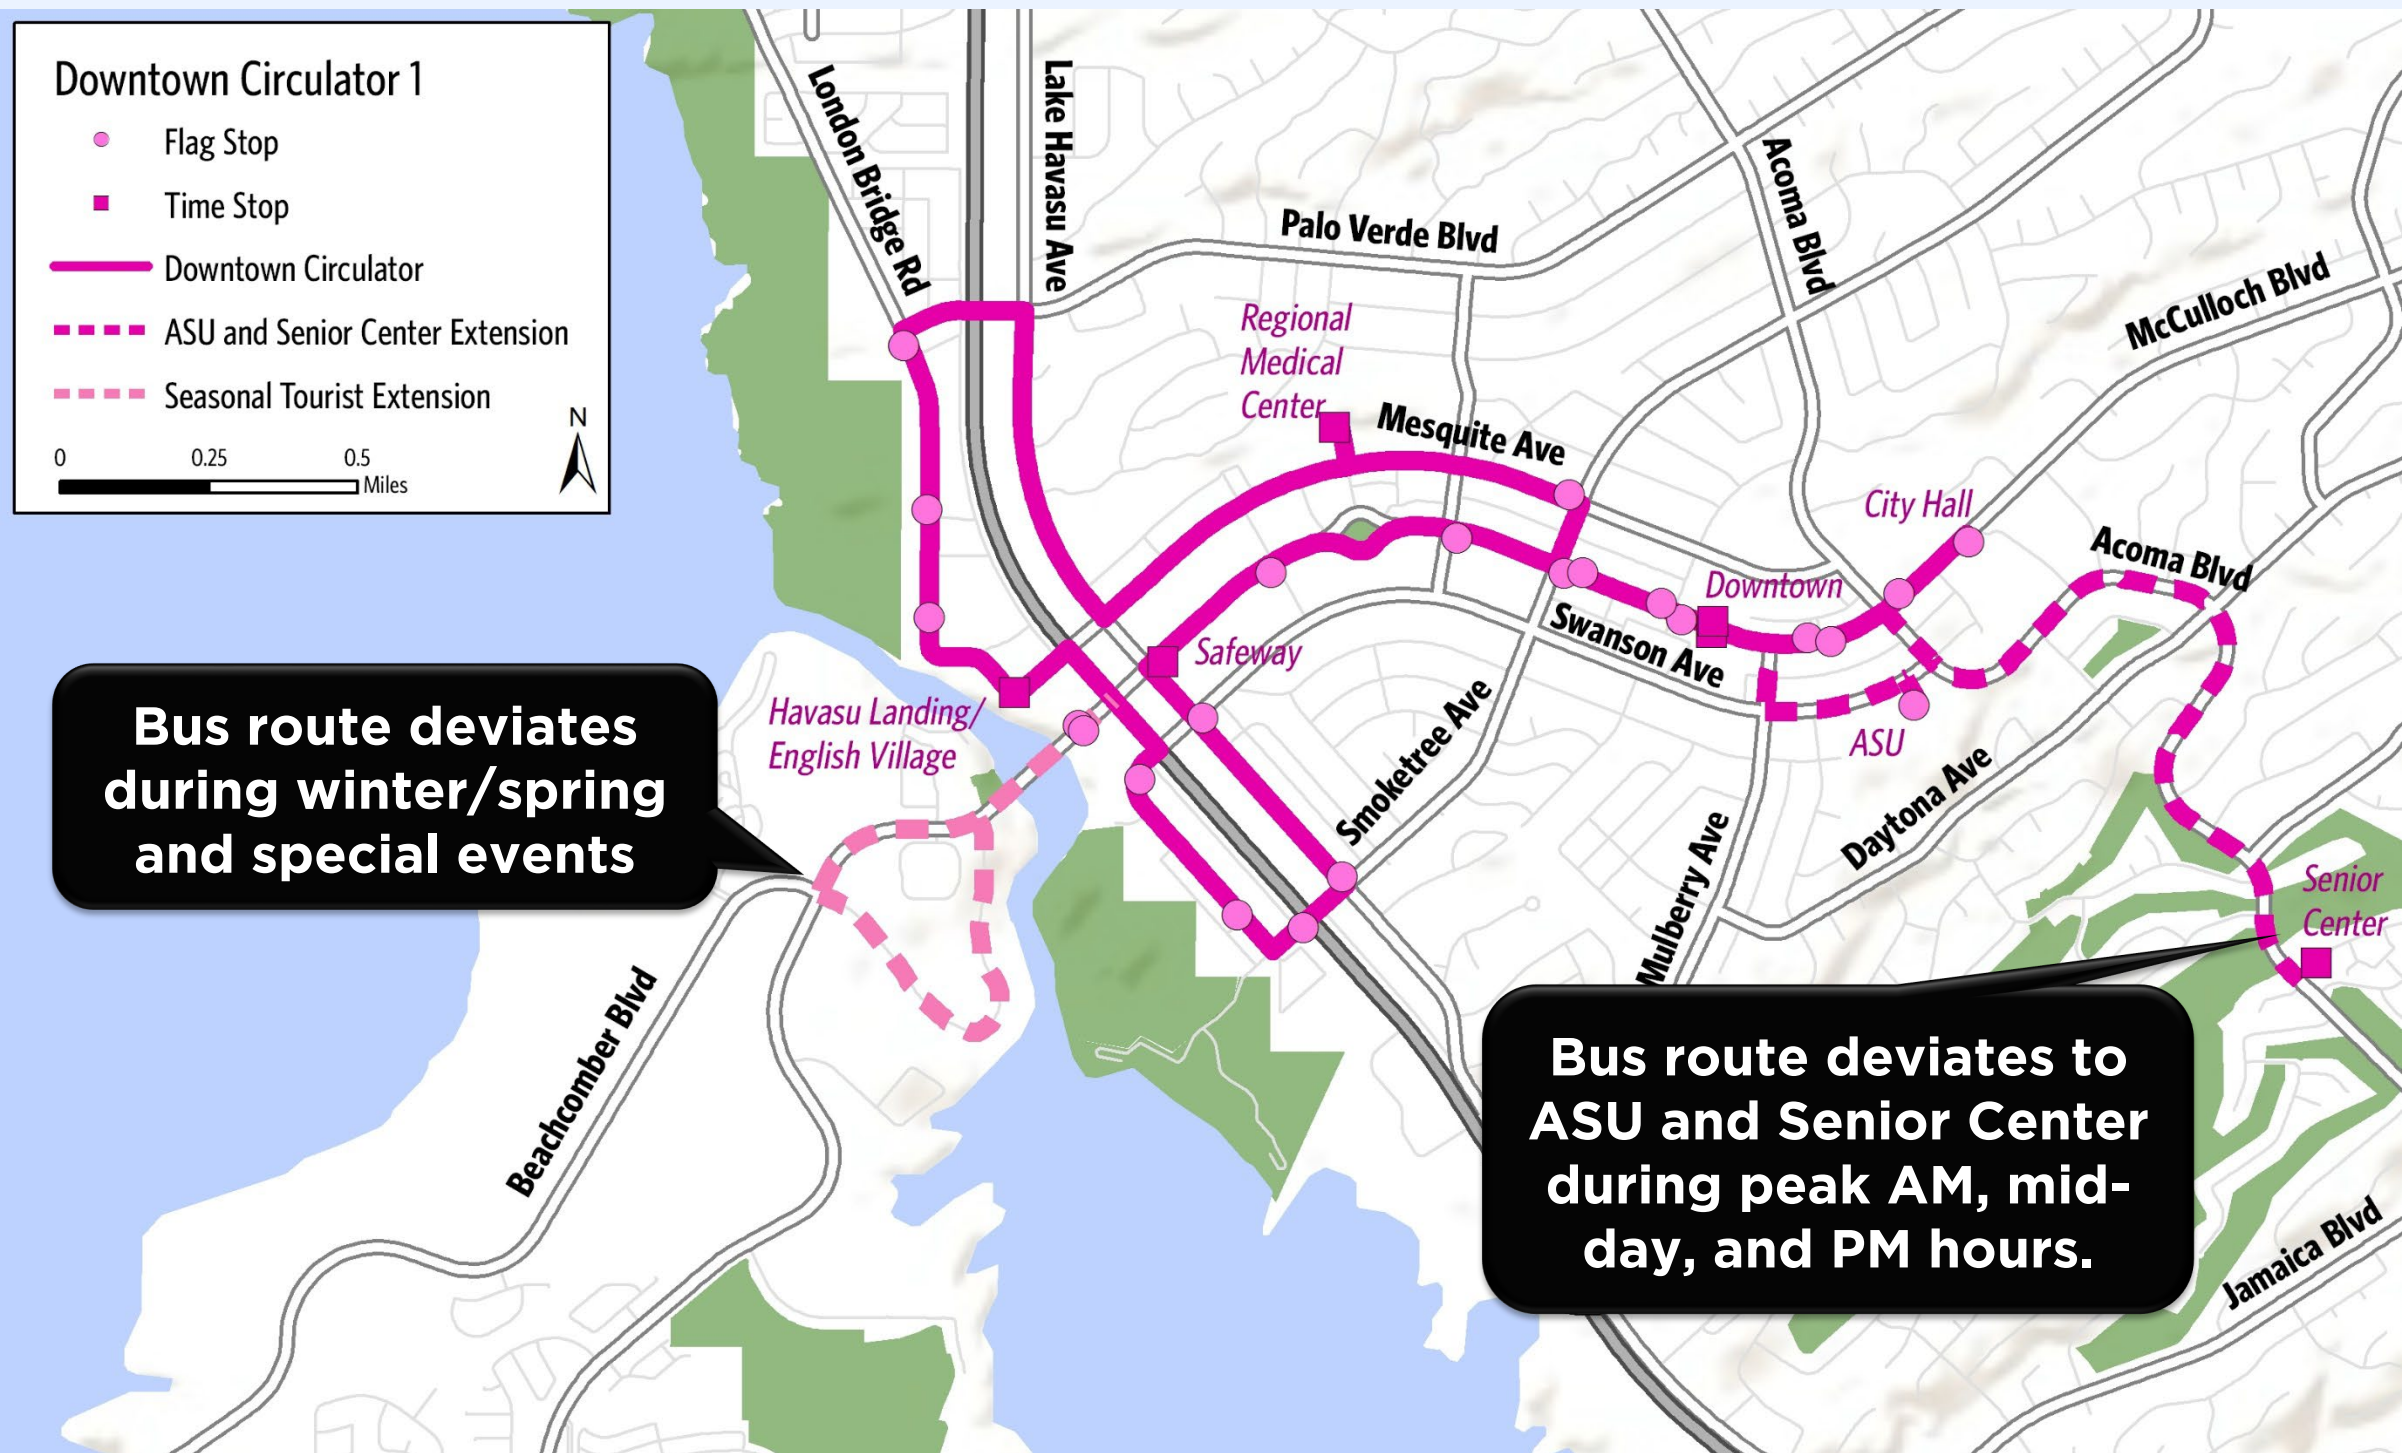 Downtown Circulator 1
Flag Stop
Time Stop
Downtown Circulator
ASU and Senior Center Extension
Seasonal Tourist Extension
N
0 0.25 0.5
Miles
London Bridge Rd
Lake Havasu Ave
Palo Verde Blvd
Acoma Blvd
McCulloch Blvd
Regional
Medical
Center
Mesquite Ave
City Hall
Acoma Blvd
Downtown
Swanson Ave
Safeway
Havasu Landing/
English Village
ASU
Smoketree Ave
Daytona Ave
Mulberry Ave
Senior
Center
Beachcomber Blvd
Jamaica Blvd
Bus route deviates
during winter/spring
and special events
Bus route deviates to
ASU and Senior Center
during peak AM, mid-
day, and PM hours.